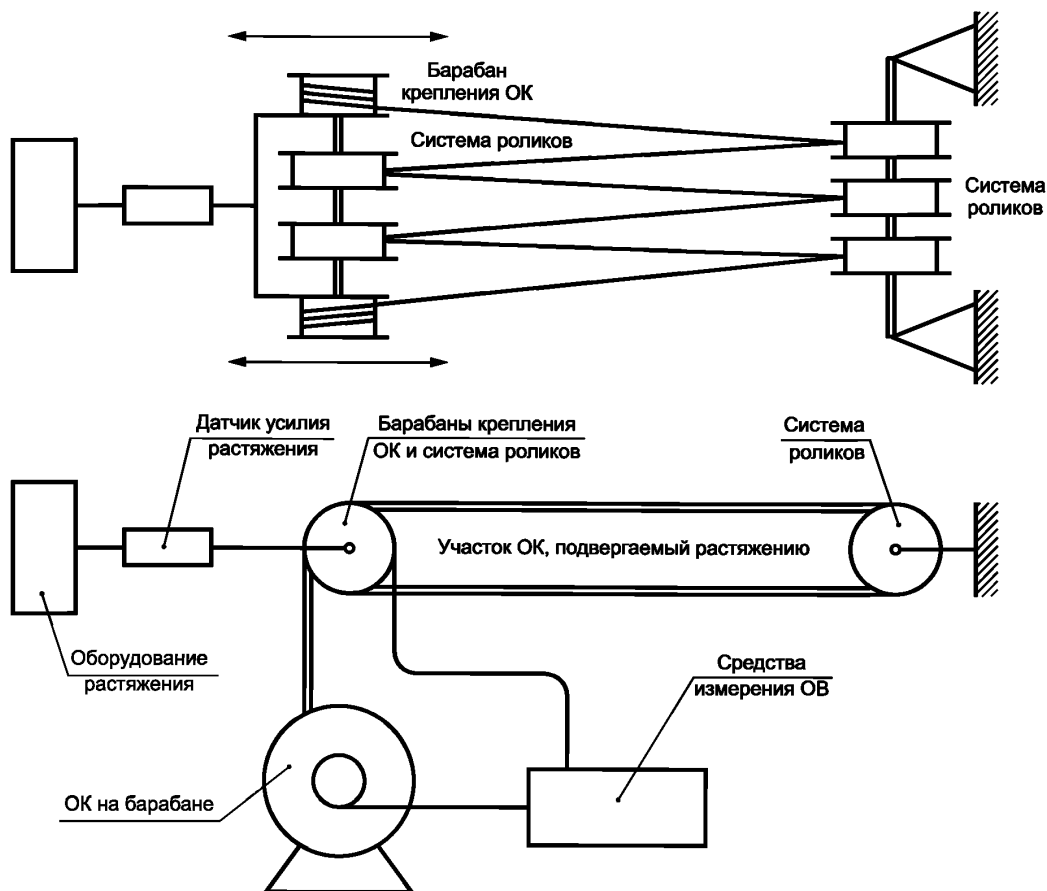 Барабан
крепления ОК
Система роликов
Система
роликов
Датчик усилия
растяжения
Барабаны крепления
ОК и система роликов
Система
роликов
Участок ОК, подвергаемый растяжению
Оборудование
растяжения
Средства
измерения ОВ
ОК на барабане